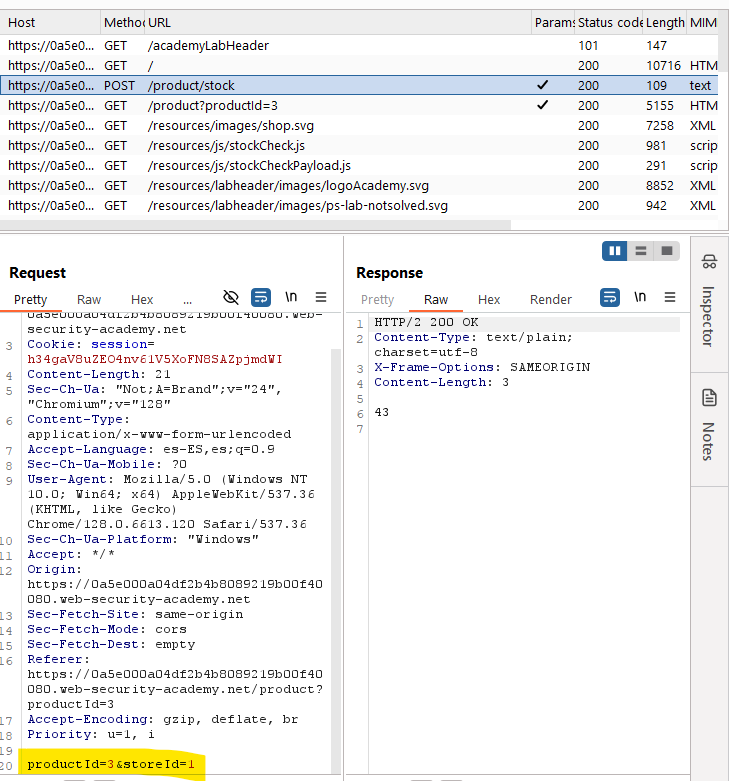 Host Method URL Params Status code Length MIM
https://0a5e0... GET /academyLabHeader 101 147
https://0a5e0... GET / 200 10716 HTM
https://0a5e0... POST /product/stock ✓ 200 109 text
https://0a5e0... GET /product?productId=3 ✓ 200 5155 HTM
https://0a5e0... GET /resources/images/shop.svg 200 7258 XML
https://0a5e0... GET /resources/js/stockCheck.js 200 981 scrip
https://0a5e0... GET /resources/js/stockCheckPayload.js 200 291 scrip
https://0a5e0... GET /resources/labheader/images/logoAcademy.svg 200 8852 XML
https://0a5e0... GET /resources/labheader/images/ps-lab-notsolved.svg 200 942 XML
Request
Pretty Raw Hex ... \n
security-academy.net
3 Cookie: session=
h34gaV8uZEO4nv61V5XoFN8SAZpjmdWI
4 Content-Length: 21
5 Sec-Ch-Ua: "Not;A=Brand";v="24",
"Chromium";v="128"
6 Content-Type:
application/x-www-form-urlencoded
7 Accept-Language: es-ES,es;q=0.9
8 Sec-Ch-Ua-Mobile: ?0
9 User-Agent: Mozilla/5.0 (Windows NT
10.0; Win64; x64) AppleWebKit/537.36
(KHTML, like Gecko)
Chrome/128.0.6613.120 Safari/537.36
10 Sec-Ch-Ua-Platform: "Windows"
11 Accept: */*
12 Origin:
https://0a5e000a04df2b4b8089219b00f40
080.web-security-academy.net
13 Sec-Fetch-Site: same-origin
14 Sec-Fetch-Mode: cors
15 Sec-Fetch-Dest: empty
16 Referer:
https://0a5e000a04df2b4b8089219b00f40
080.web-security-academy.net/product?
productId=3
17 Accept-Encoding: gzip, deflate, br
18 Priority: u=1, i
19
20 productId=3&storeId=1
Response
Pretty Raw Hex Render \n
1 HTTP/2 200 OK
2 Content-Type: text/plain;
charset=utf-8
3 X-Frame-Options: SAMEORIGIN
4 Content-Length: 3
5
6 43
7
Inspector
Notes